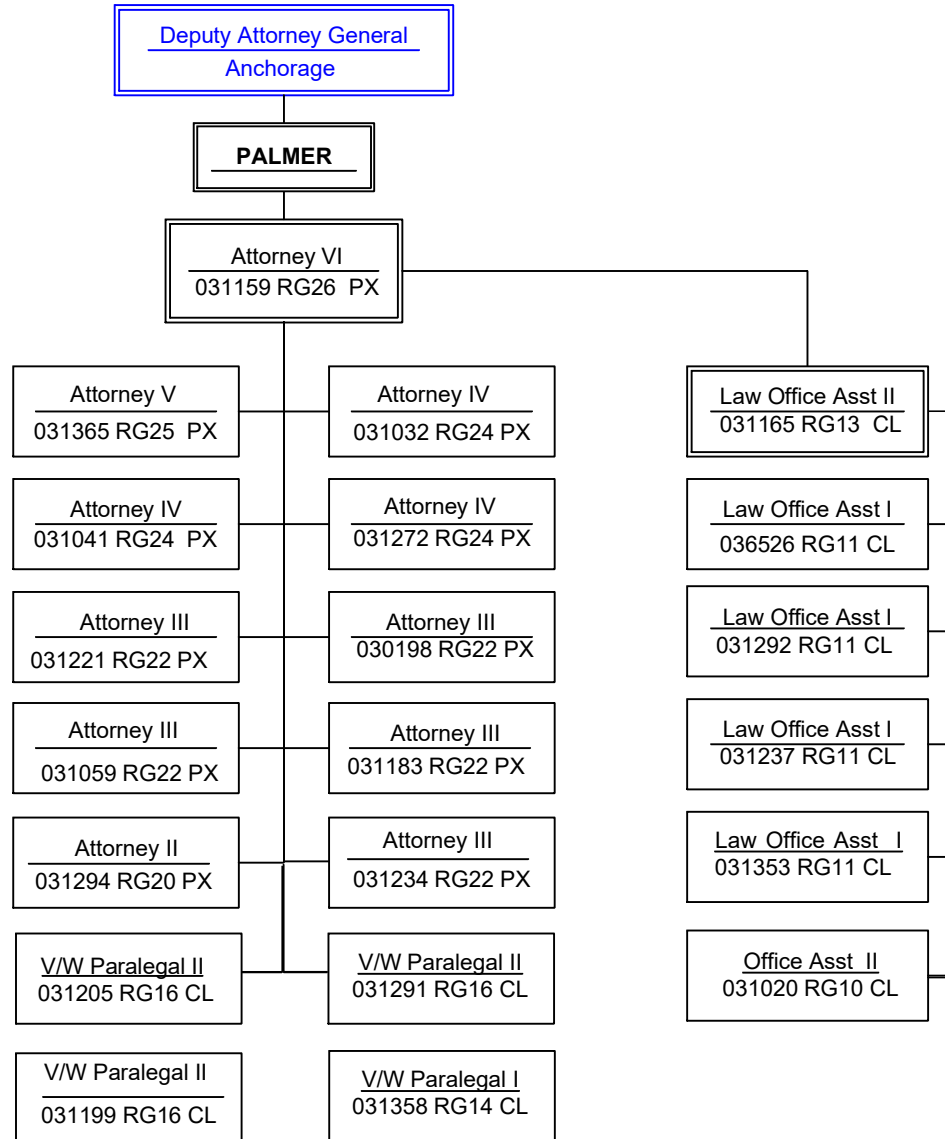 Deputy Attorney General
Anchorage
PALMER
Attorney VI
031159 RG26 PX
Attorney V
031365 RG25 PX
Attorney IV
031032 RG24 PX
Law Office Asst II
031165 RG13 CL
Attorney IV
031041 RG24 PX
Attorney IV
031272 RG24 PX
Law Office Asst I
036526 RG11 CL
Attorney III
031221 RG22 PX
Attorney III
030198 RG22 PX
Law Office Asst I
031292 RG11 CL
Attorney III
031059 RG22 PX
Attorney III
031183 RG22 PX
Law Office Asst I
031237 RG11 CL
Attorney II
031294 RG20 PX
Attorney III
031234 RG22 PX
Law Office Asst I
031353 RG11 CL
V/W Paralegal II
031205 RG16 CL
V/W Paralegal II
031291 RG16 CL
Office Asst II
031020 RG10 CL
V/W Paralegal II
031199 RG16 CL
V/W Paralegal I
031358 RG14 CL